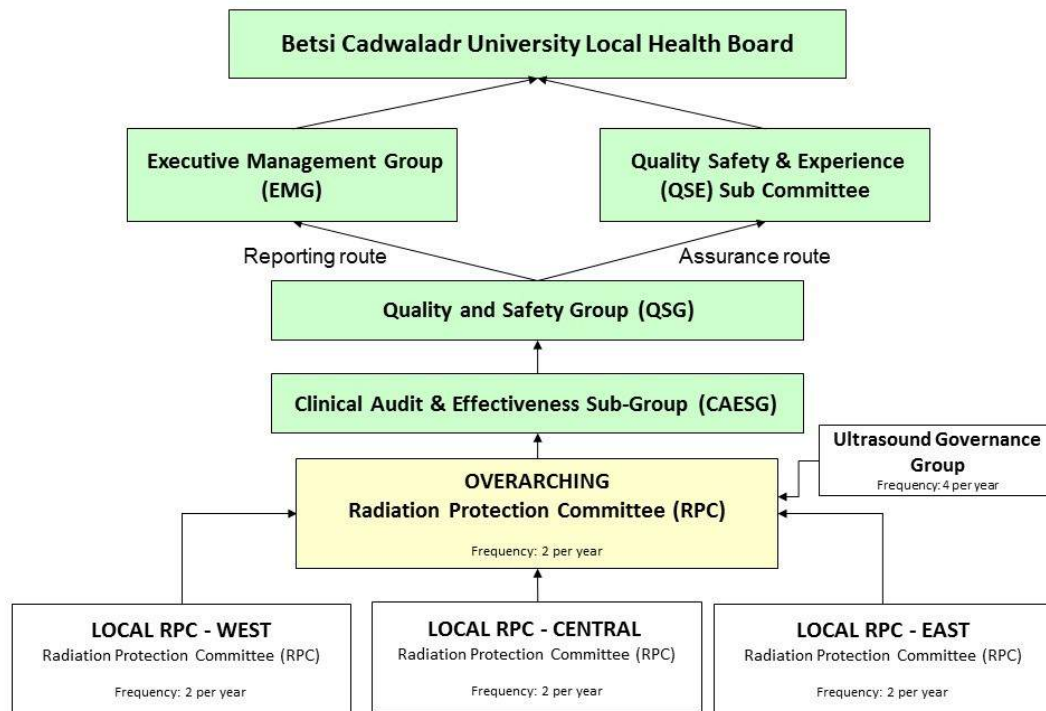 Betsi Cadwaladr University Local Health Board
Executive Management Group
(EMG)
Quality Safety & Experience
(QSE) Sub Committee
Reporting route
Assurance route
Quality and Safety Group (QSG)
Clinical Audit & Effectiveness Sub-Group (CAESG)
Ultrasound Governance
Group
Frequency: 4 per year
OVERARCHING
Radiation Protection Committee (RPC)
Frequency: 2 per year
LOCAL RPC - WEST
Radiation Protection Committee (RPC)
Frequency: 2 per year
LOCAL RPC - CENTRAL
Radiation Protection Committee (RPC)
Frequency: 2 per year
LOCAL RPC - EAST
Radiation Protection Committee (RPC)
Frequency: 2 per year